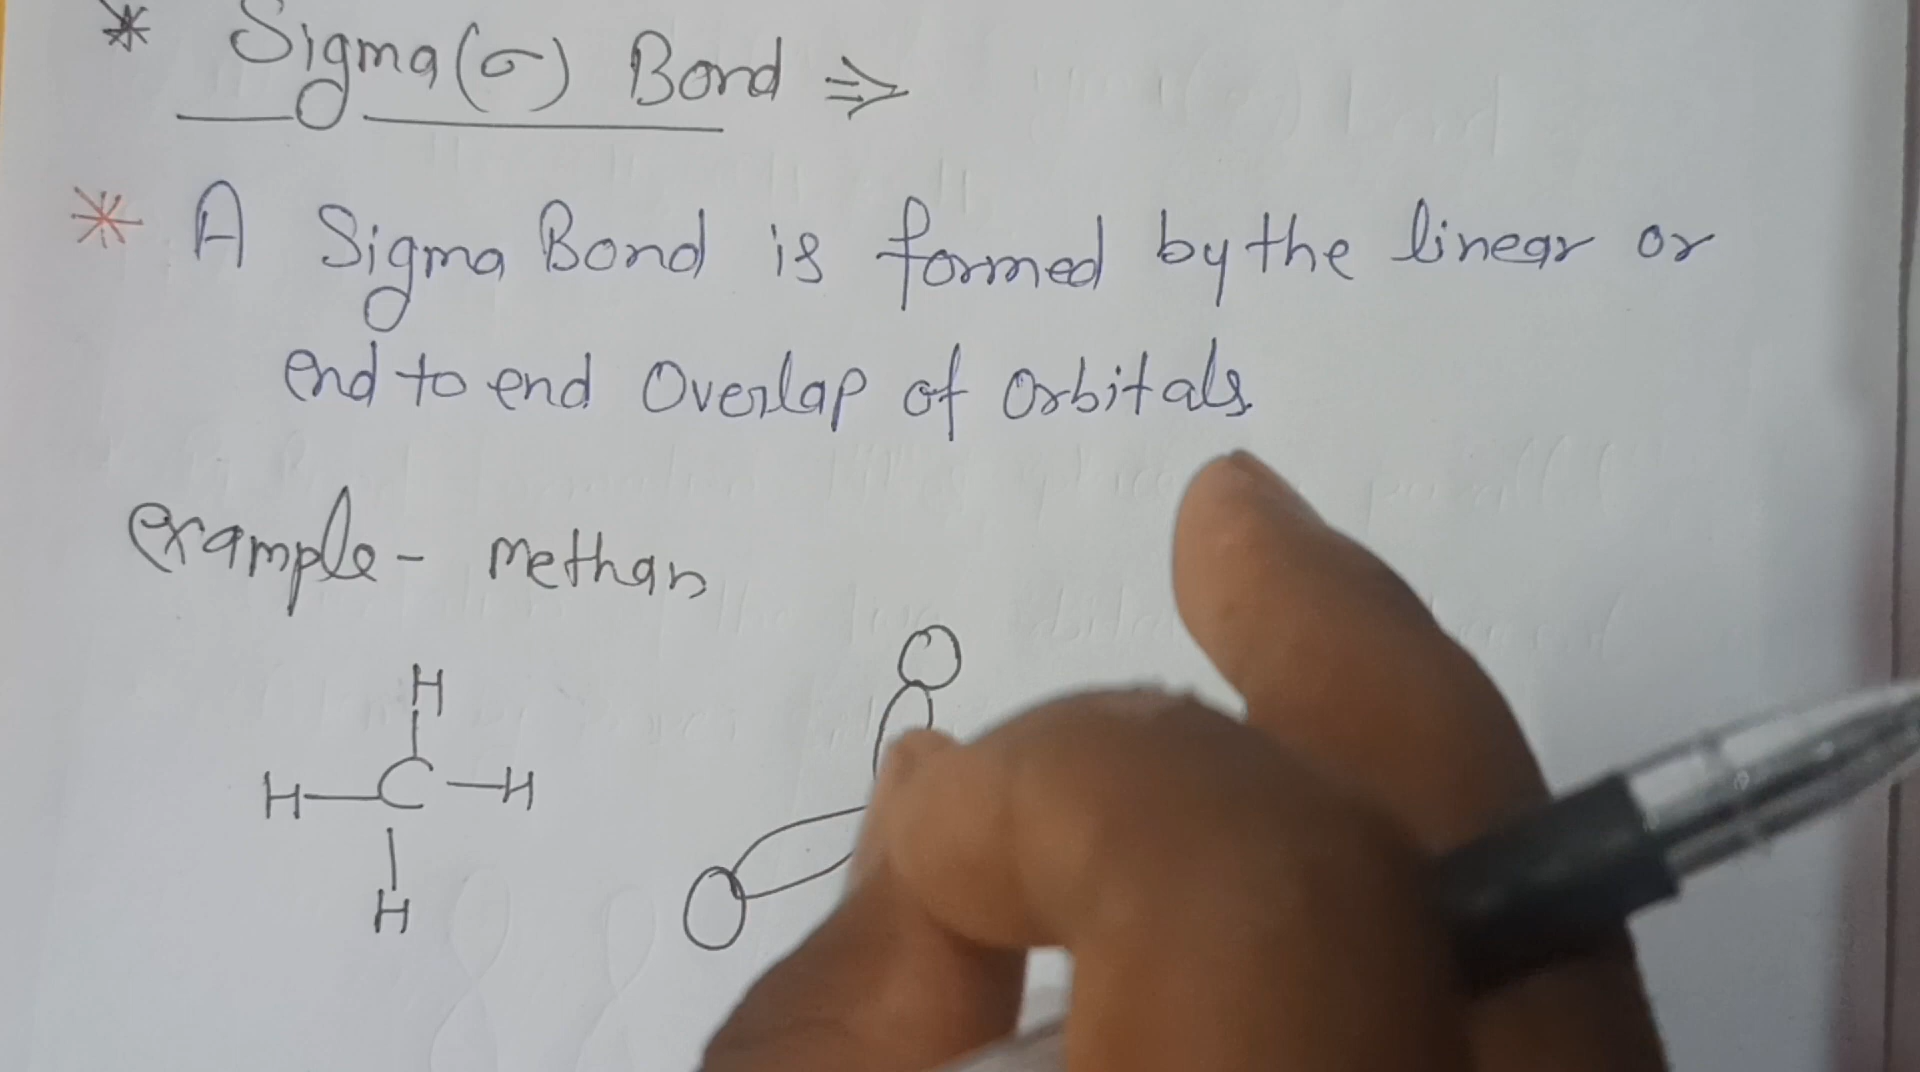 * Sigma (σ) Bond ⇒
* A Sigma Bond is formed by the linear or
end to end Overlap of Orbitals
example - methan
H
H—C—H
H